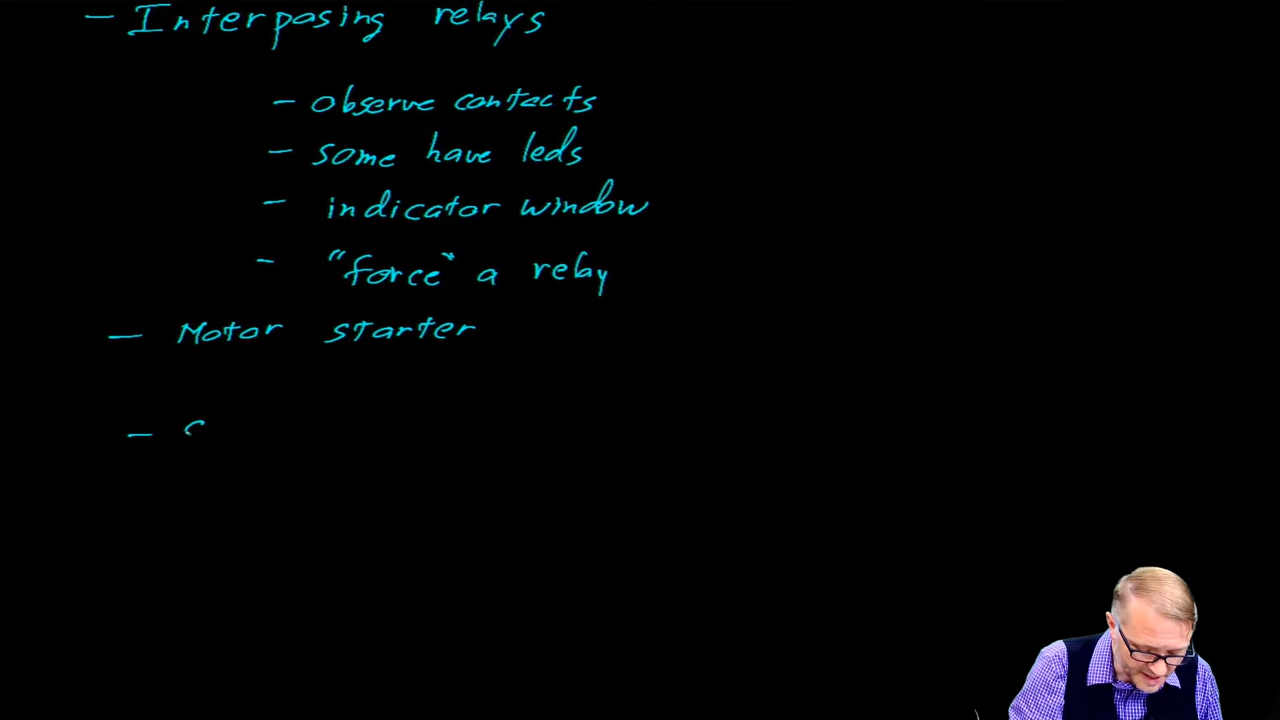 - Interposing relays
- observe contacts
- some have leds
- indicator window
- "force" a relay
- Motor starter
-